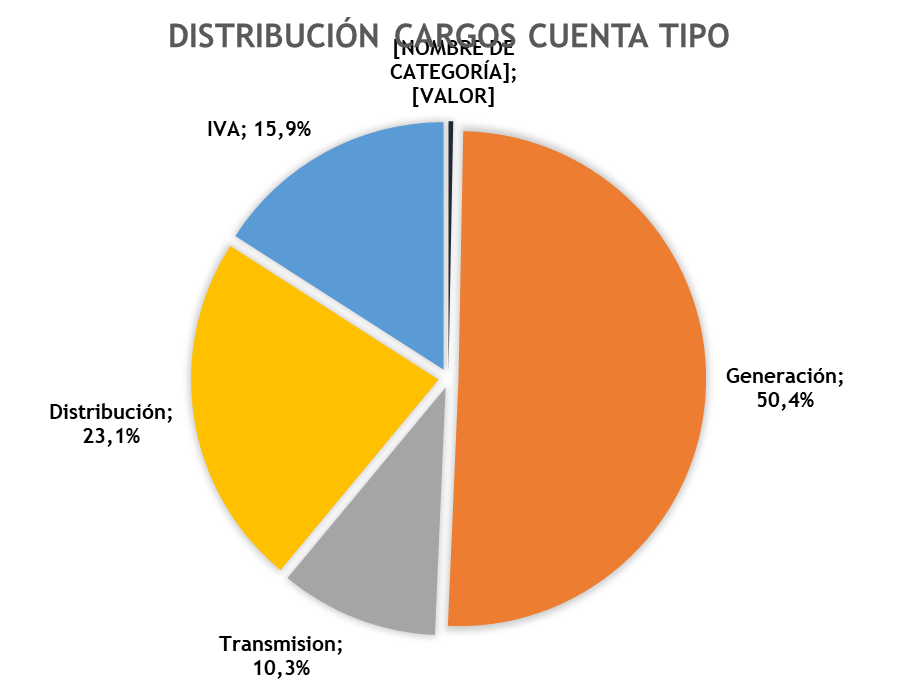 DISTRIBUCIÓN CARGOS CUENTA TIPO
[NOMBRE DE
CATEGORÍA];
[VALOR]
IVA; 15,9%
Generación;
50,4%
Distribución;
23,1%
Transmision;
10,3%